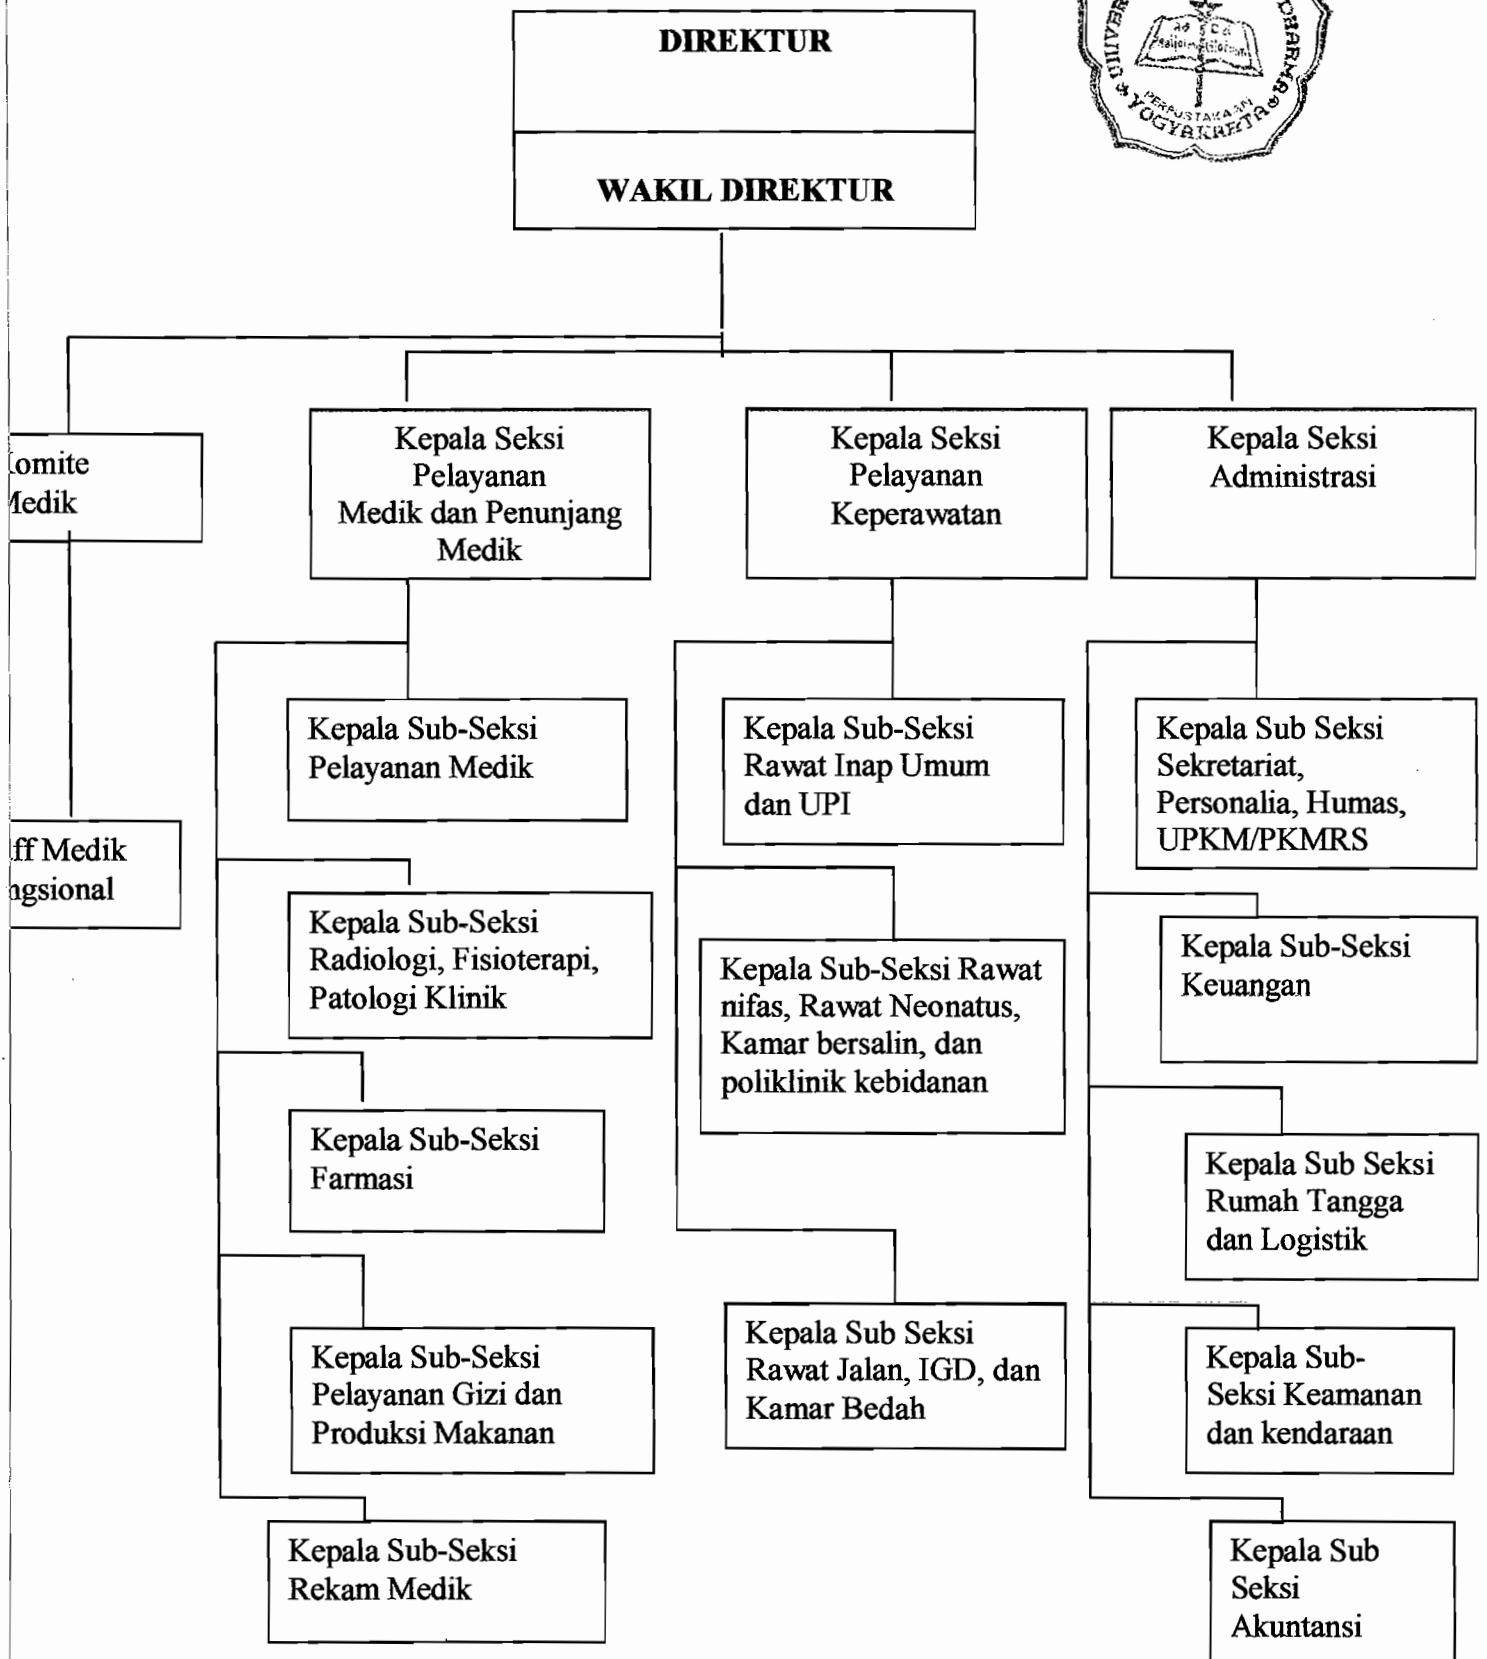 DIREKTUR
WAKIL DIREKTUR
YOGYAKARTA
PERPUSTAKAAN
omite
Medik
Kepala Seksi
Pelayanan
Medik dan Penunjang
Medik
Kepala Seksi
Pelayanan
Keperawatan
Kepala Seksi
Administrasi
ff Medik
ngsional
Kepala Sub-Seksi
Pelayanan Medik
Kepala Sub-Seksi
Radiologi, Fisioterapi,
Patologi Klinik
Kepala Sub-Seksi
Farmasi
Kepala Sub-Seksi
Pelayanan Gizi dan
Produksi Makanan
Kepala Sub-Seksi
Rekam Medik
Kepala Sub-Seksi
Rawat Inap Umum
dan UPI
Kepala Sub-Seksi Rawat
nifas, Rawat Neonatus,
Kamar bersalin, dan
poliklinik kebidanan
Kepala Sub Seksi
Rawat Jalan, IGD, dan
Kamar Bedah
Kepala Sub Seksi
Sekretariat,
Personalia, Humas,
UPKM/PKMRS
Kepala Sub-Seksi
Keuangan
Kepala Sub Seksi
Rumah Tangga
dan Logistik
Kepala Sub-
Seksi Keamanan
dan kendaraan
Kepala Sub
Seksi
Akuntansi